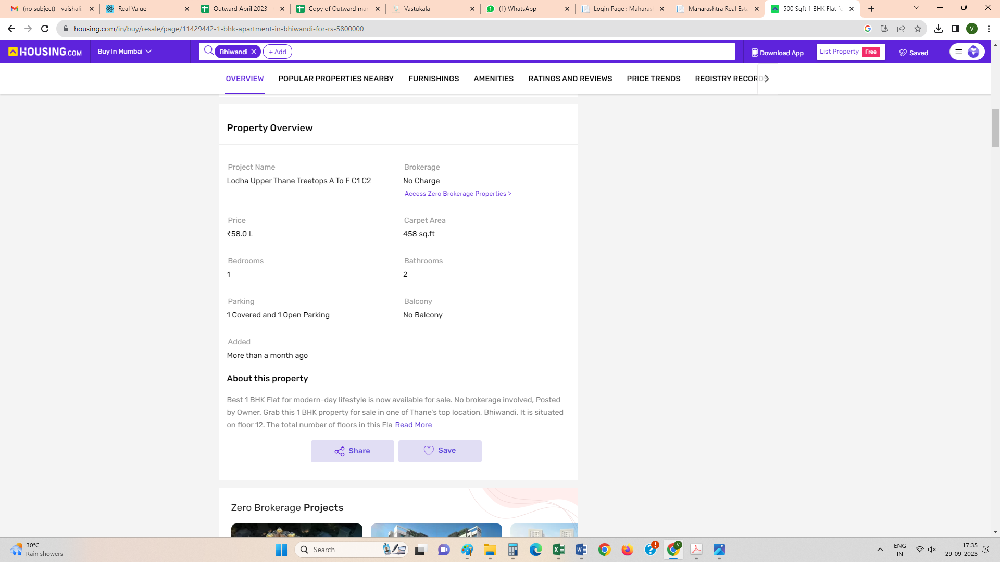 (no subject) - vaishali
Real Value
Outward April 2023 -
Copy of Outward mar
Vastukala
(1) WhatsApp
Login Page : Maharas
Maharashtra Real Esta
500 Sqft 1 BHK Flat fo
housing.com/in/buy/resale/page/11429442-1-bhk-apartment-in-bhiwandi-for-rs-5800000
V
HOUSING.COM
Buy In Mumbai
Bhiwandi
+ Add
Download App
List Property Free
Saved
OVERVIEW
POPULAR PROPERTIES NEARBY
FURNISHINGS
AMENITIES
RATINGS AND REVIEWS
PRICE TRENDS
REGISTRY RECORDS
Property Overview
Project Name
Lodha Upper Thane Treetops A To F C1 C2
Brokerage
No Charge
Access Zero Brokerage Properties >
Price
₹58.0 L
Carpet Area
458 sq.ft
Bedrooms
1
Bathrooms
2
Parking
1 Covered and 1 Open Parking
Balcony
No Balcony
Added
More than a month ago
About this property
Best 1 BHK Flat for modern-day lifestyle is now available for sale. No brokerage involved, Posted
by Owner. Grab this 1 BHK property for sale in one of Thane's top location, Bhiwandi. It is situated
on floor 12. The total number of floors in this Fla Read More
Share
Save
Zero Brokerage Projects
30°C
Rain showers
Search
V
ENG
IN
17:35
29-09-2023